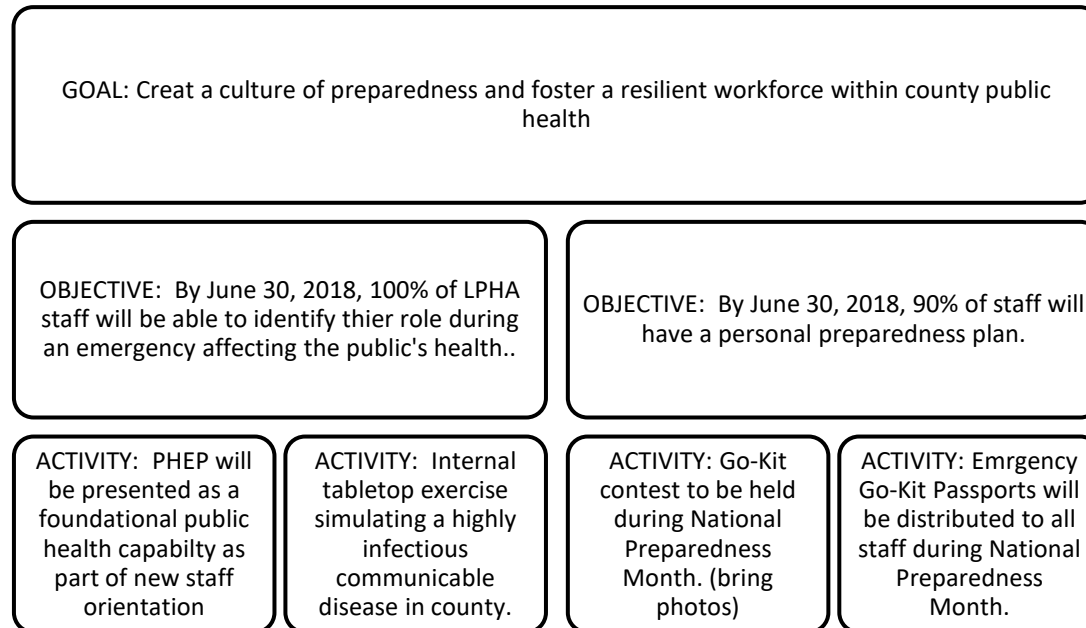 GOAL: Creat a culture of preparedness and foster a resilient workforce within county public
health
OBJECTIVE:  By June 30, 2018, 100% of LPHA
staff will be able to identify thier role during
an emergency affecting the public's health..
OBJECTIVE:  By June 30, 2018, 90% of staff will
have a personal preparedness plan.
ACTIVITY:  PHEP will
be presented as a
foundational public
health capabilty as
part of new staff
orientation
ACTIVITY:  Internal
tabletop exercise
simulating a highly
infectious
communicable
disease in county.
ACTIVITY: Go-Kit
contest to be held
during National
Preparedness
Month. (bring
photos)
ACTIVITY: Emrgency
Go-Kit Passports will
be distributed to all
staff during National
Preparedness
Month.